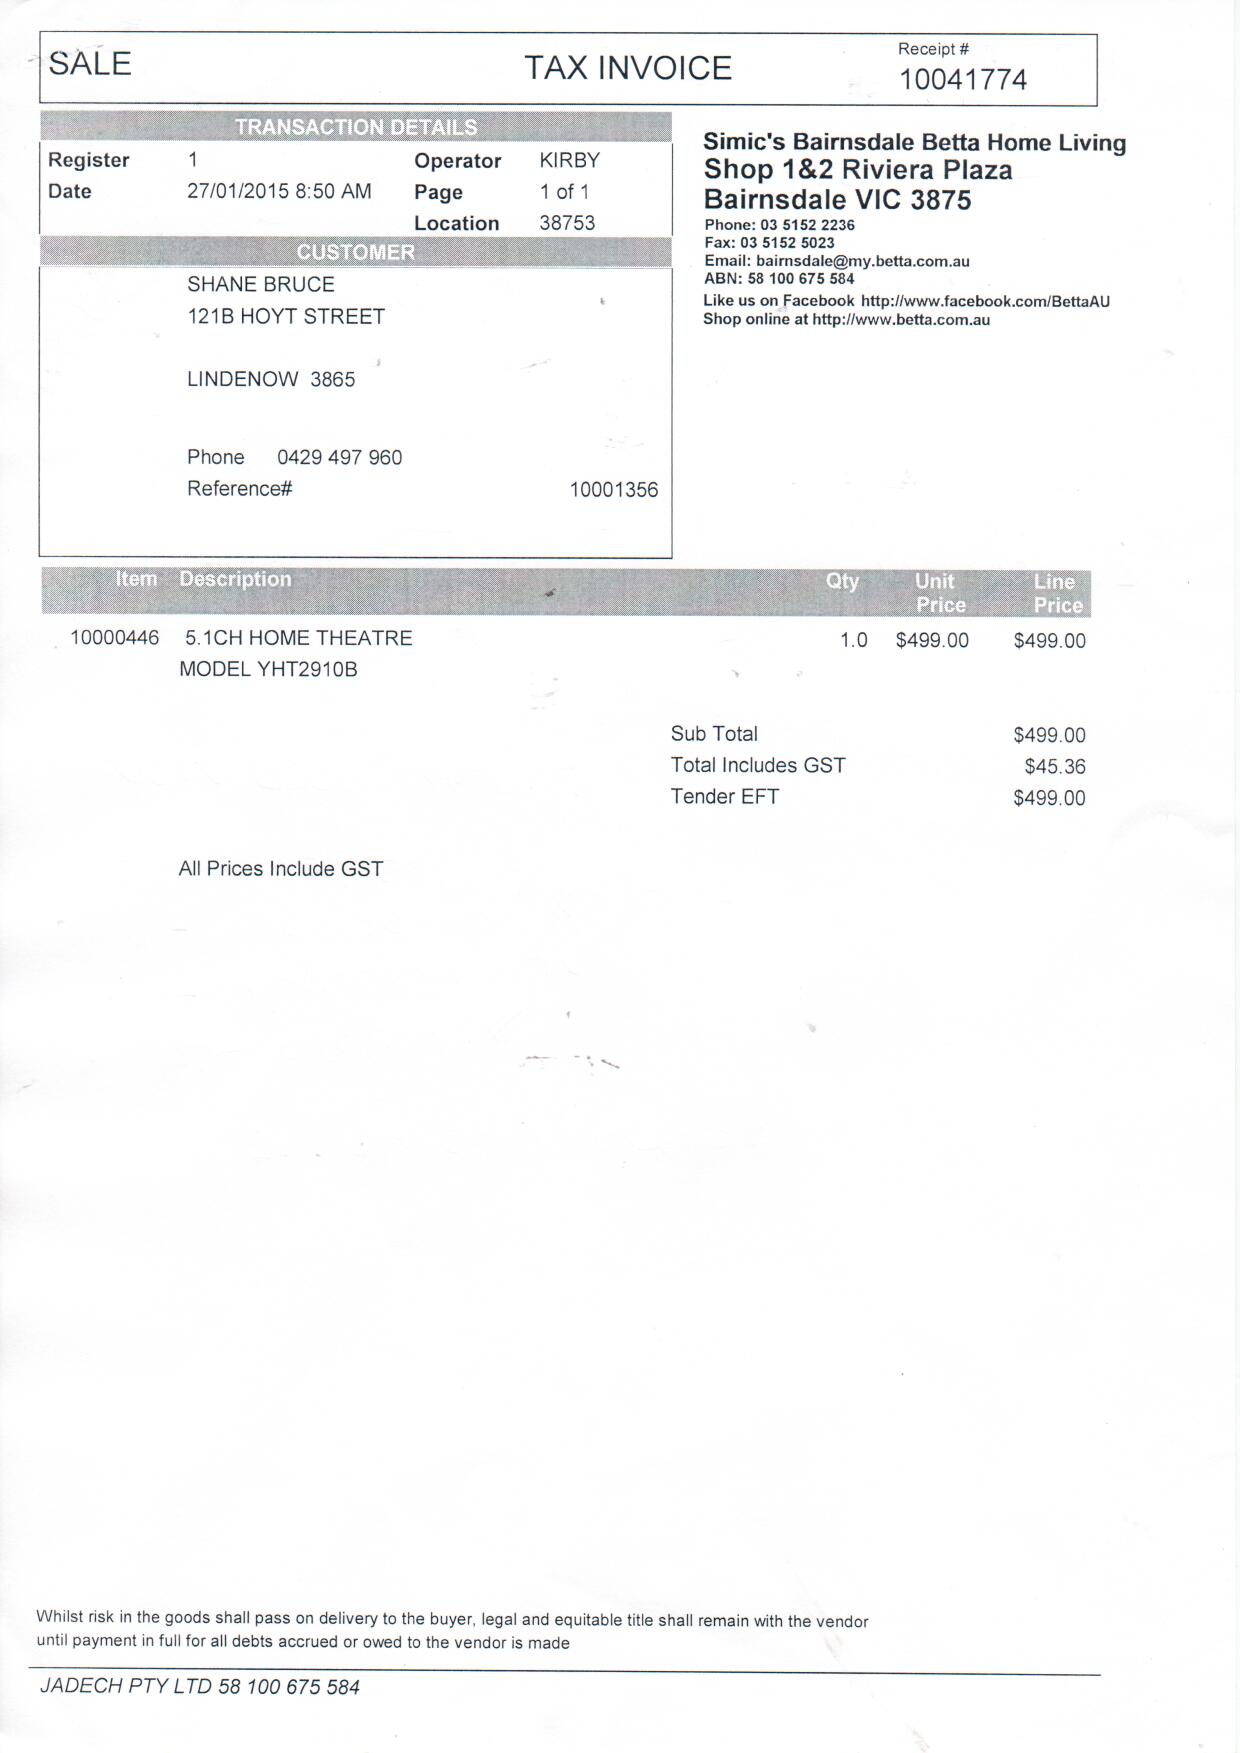 SALE
TAX INVOICE
Receipt #
10041774
TRANSACTION DETAILS
Register 1 Operator KIRBY
Date 27/01/2015 8:50 AM Page 1 of 1
Location 38753
Simic's Bairnsdale Betta Home Living
Shop 1&2 Riviera Plaza
Bairnsdale VIC 3875
Phone: 03 5152 2236
Fax: 03 5152 5023
Email: bairnsdale@my.betta.com.au
ABN: 58 100 675 584
Like us on Facebook http://www.facebook.com/BettaAU
Shop online at http://www.betta.com.au
CUSTOMER
SHANE BRUCE
121B HOYT STREET
LINDENOW 3865
Phone 0429 497 960
Reference# 10001356
Item Description Qty Unit Price Line Price
10000446 5.1CH HOME THEATRE 1.0 $499.00 $499.00
MODEL YHT2910B
Sub Total $499.00
Total Includes GST $45.36
Tender EFT $499.00
All Prices Include GST
Whilst risk in the goods shall pass on delivery to the buyer, legal and equitable title shall remain with the vendor
until payment in full for all debts accrued or owed to the vendor is made
JADECH PTY LTD 58 100 675 584